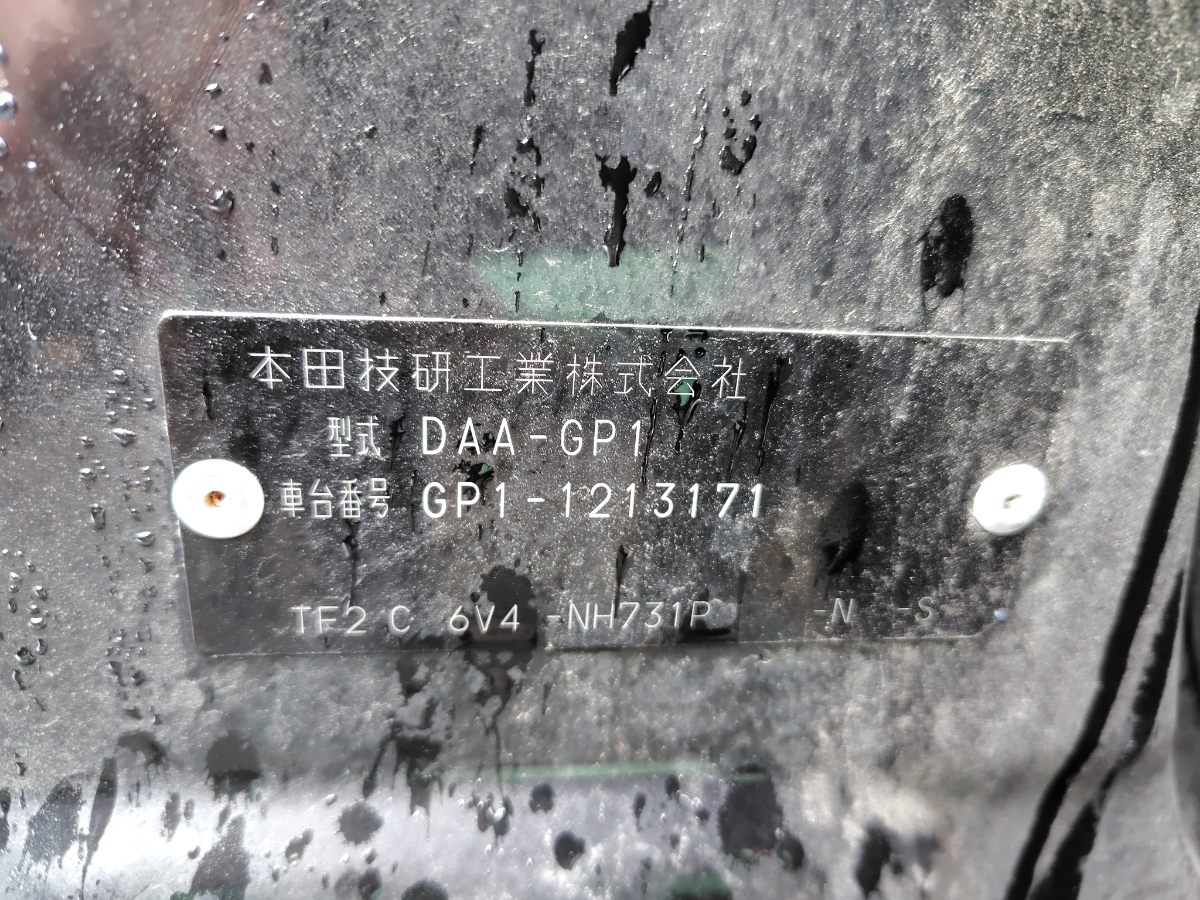 本田技研工業株式会社
型式 DAA-GP1
車台番号 GP1-1213171
TF2 C 6V4 -NH731P -N -S